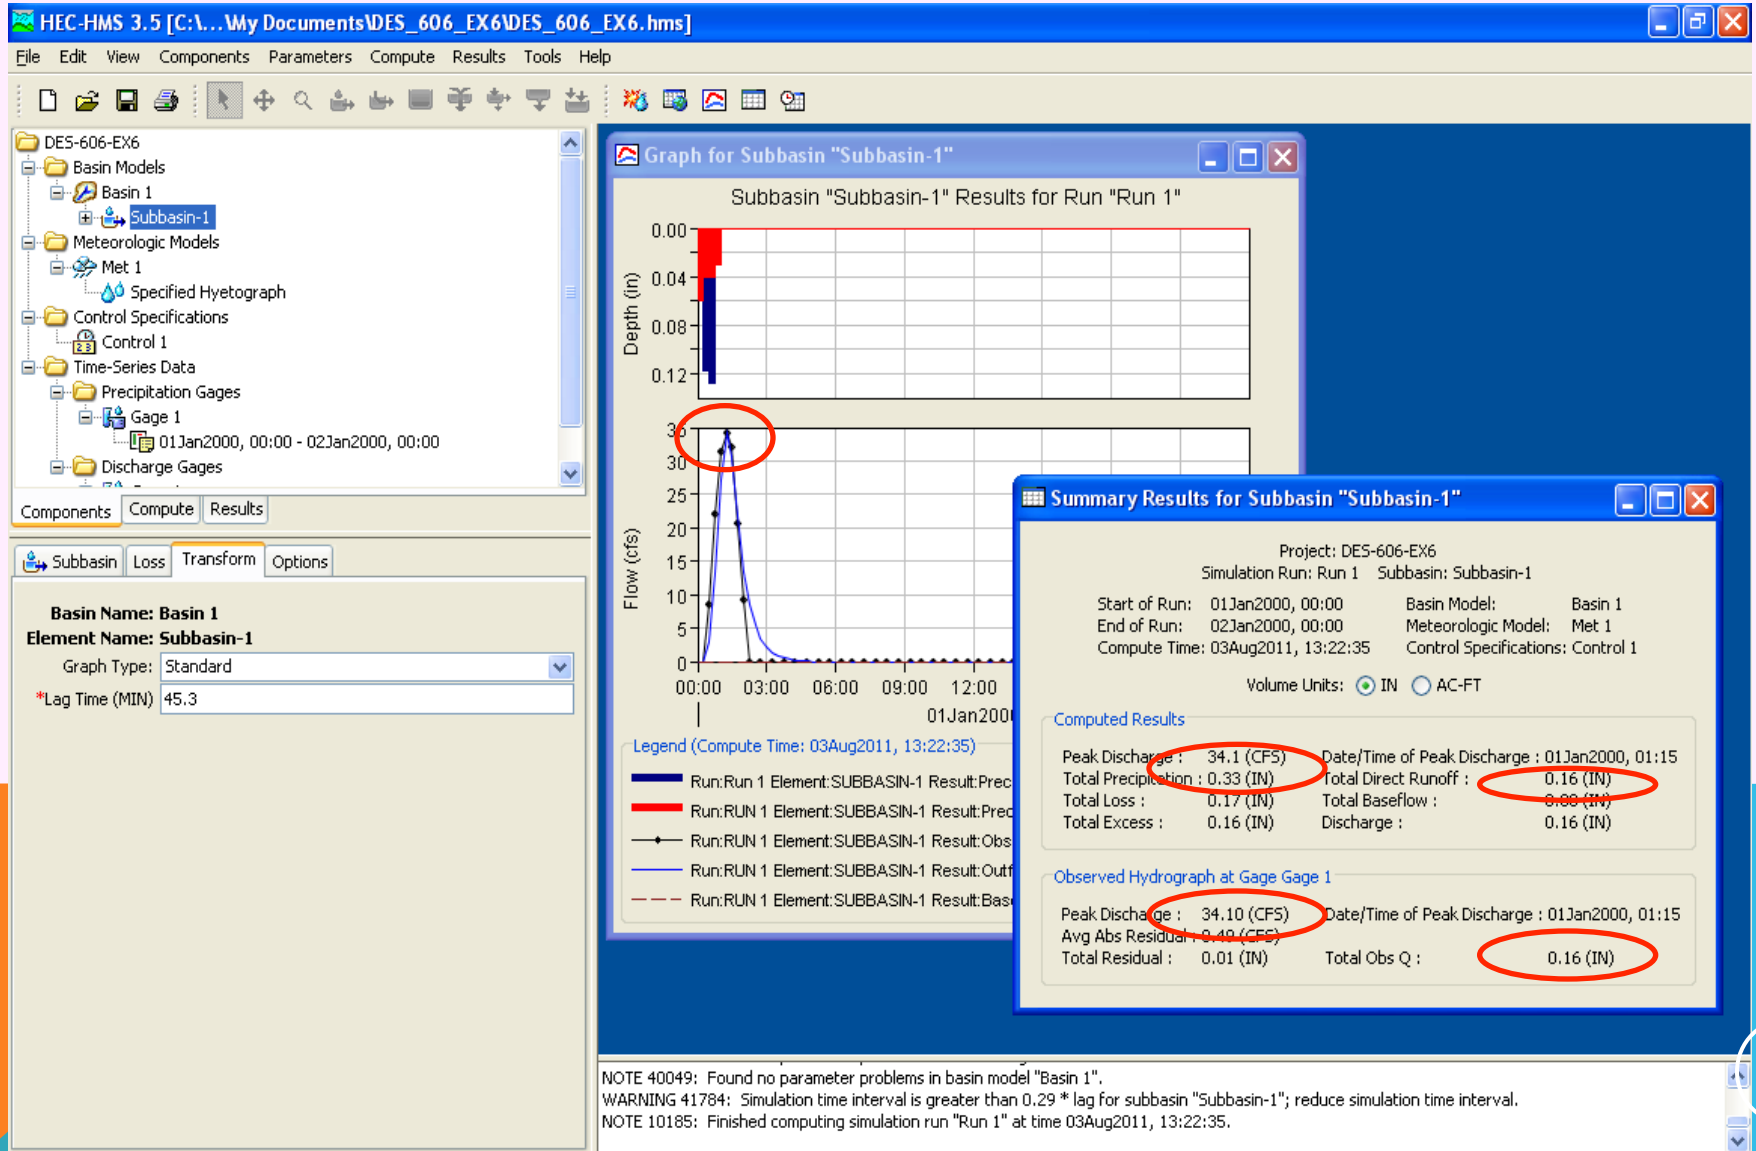 HEC-HMS 3.5 [C:\...\My Documents\DES_606_EX6\DES_606_EX6.hms]
File Edit View Components Parameters Compute Results Tools Help
DES-606-EX6
Basin Models
Basin 1
Subbasin-1
Meteorologic Models
Met 1
Specified Hyetograph
Control Specifications
Control 1
Time-Series Data
Precipitation Gages
Gage 1
01Jan2000, 00:00 - 02Jan2000, 00:00
Discharge Gages
Components Compute Results
Subbasin Loss Transform Options
Basin Name: Basin 1
Element Name: Subbasin-1
Graph Type: Standard
*Lag Time (MIN) 45.3
Graph for Subbasin "Subbasin-1"
Subbasin "Subbasin-1" Results for Run "Run 1"
0.00
0.04
0.08
0.12
Depth (in)
35
30
25
20
15
10
5
0
Flow (cfs)
00:00 03:00 06:00 09:00 12:00
01Jan200
Legend (Compute Time: 03Aug2011, 13:22:35)
Run:Run 1 Element:SUBBASIN-1 Result:Prec
Run:RUN 1 Element:SUBBASIN-1 Result:Prec
Run:RUN 1 Element:SUBBASIN-1 Result:Obs
Run:RUN 1 Element:SUBBASIN-1 Result:Outf
Run:RUN 1 Element:SUBBASIN-1 Result:Bas
Summary Results for Subbasin "Subbasin-1"
Project: DES-606-EX6
Simulation Run: Run 1 Subbasin: Subbasin-1
Start of Run: 01Jan2000, 00:00 Basin Model: Basin 1
End of Run: 02Jan2000, 00:00 Meteorologic Model: Met 1
Compute Time: 03Aug2011, 13:22:35 Control Specifications: Control 1
Volume Units: IN AC-FT
Computed Results
Peak Discharge : 34.1 (CFS) Date/Time of Peak Discharge : 01Jan2000, 01:15
Total Precipitation : 0.33 (IN) Total Direct Runoff : 0.16 (IN)
Total Loss : 0.17 (IN) Total Baseflow : 0.00 (IN)
Total Excess : 0.16 (IN) Discharge : 0.16 (IN)
Observed Hydrograph at Gage Gage 1
Peak Discharge : 34.10 (CFS) Date/Time of Peak Discharge : 01Jan2000, 01:15
Avg Abs Residual : (CFS)
Total Residual : 0.01 (IN) Total Obs Q : 0.16 (IN)
NOTE 40049: Found no parameter problems in basin model "Basin 1".
WARNING 41784: Simulation time interval is greater than 0.29 * lag for subbasin "Subbasin-1"; reduce simulation time interval.
NOTE 10185: Finished computing simulation run "Run 1" at time 03Aug2011, 13:22:35.